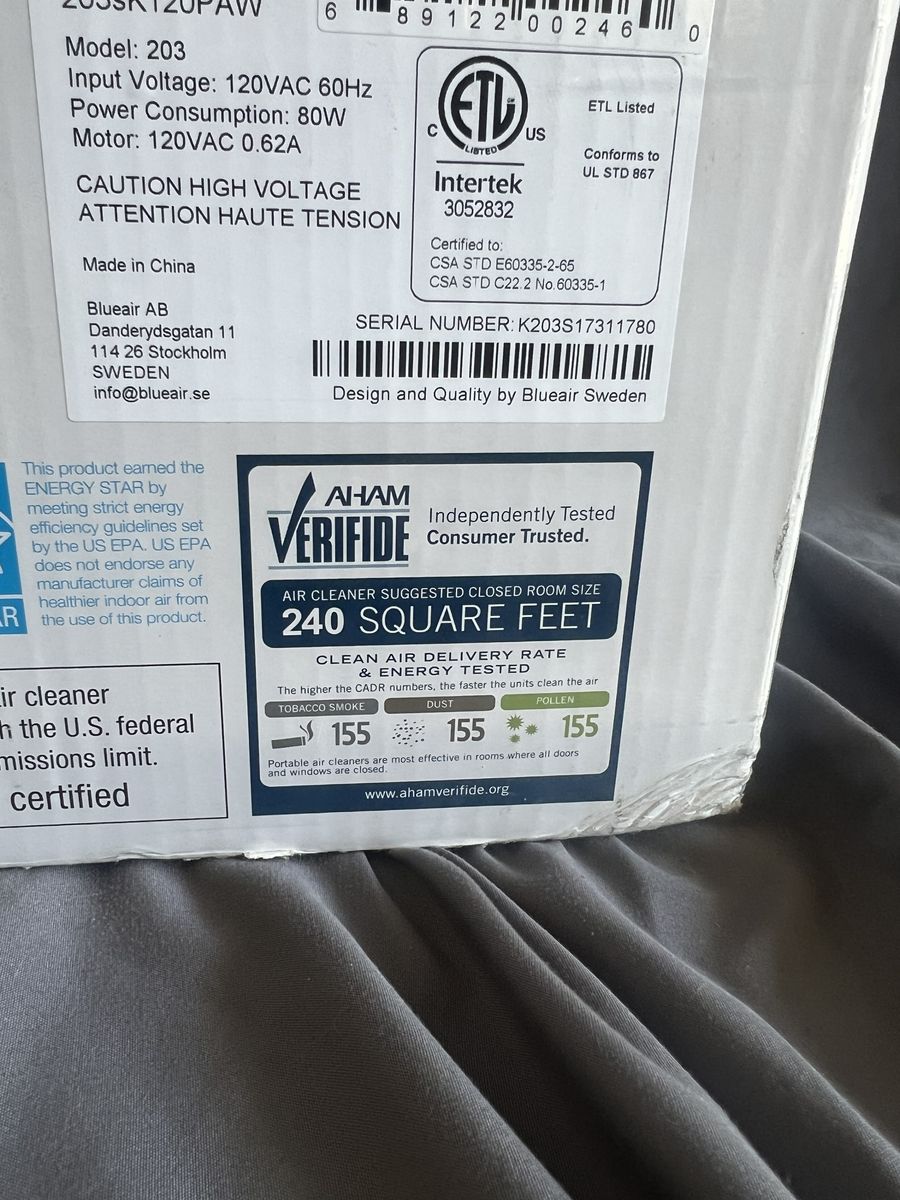 203SK120PAW
6 89122 00246 0
Model: 203
Input Voltage: 120VAC 60Hz
Power Consumption: 80W
Motor: 120VAC 0.62A
CAUTION HIGH VOLTAGE
ATTENTION HAUTE TENSION
Made in China
Blueair AB
Danderydsgatan 11
114 26 Stockholm
SWEDEN
info@blueair.se
ETL
LISTED
C US
Intertek
3052832
ETL Listed
Conforms to
UL STD 867
Certified to:
CSA STD E60335-2-65
CSA STD C22.2 No.60335-1
SERIAL NUMBER: K203S17311780
Design and Quality by Blueair Sweden
This product earned the
ENERGY STAR by
meeting strict energy
efficiency guidelines set
by the US EPA. US EPA
does not endorse any
manufacturer claims of
healthier indoor air from
the use of this product.
AR
ir cleaner
h the U.S. federal
missions limit.
certified
AHAM
VERIFIDE
Independently Tested
Consumer Trusted.
AIR CLEANER SUGGESTED CLOSED ROOM SIZE
240 SQUARE FEET
CLEAN AIR DELIVERY RATE
& ENERGY TESTED
The higher the CADR numbers, the faster the units clean the air
TOBACCO SMOKE DUST POLLEN
155 155 155
Portable air cleaners are most effective in rooms where all doors
and windows are closed.
www.ahamverifide.org